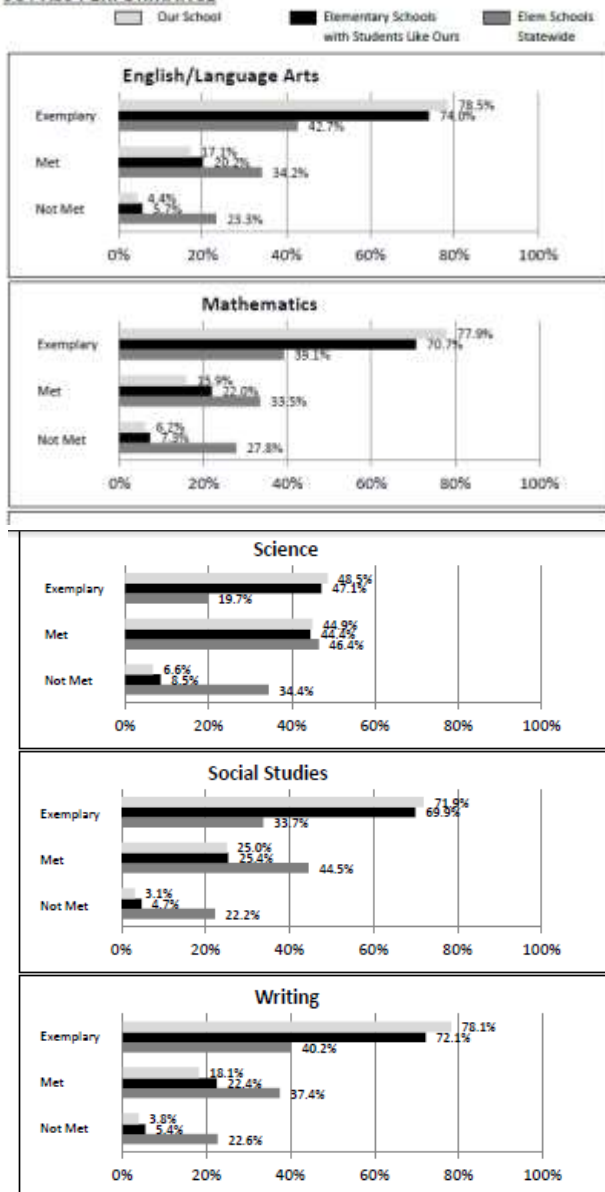 Our School
Elementary Schools
with Students Like Ours
Elem Schools
Statewide
English/Language Arts
Exemplary
78.5%
74.0%
42.7%
Met
17.1%
20.2%
34.2%
Not Met
4.4%
5.7%
23.3%
0% 20% 40% 60% 80% 100%
Mathematics
Exemplary
77.9%
70.7%
39.1%
Met
15.9%
22.0%
33.5%
Not Met
6.2%
7.3%
27.8%
0% 20% 40% 60% 80% 100%
Science
Exemplary
48.5%
47.1%
19.7%
Met
44.9%
44.4%
46.4%
Not Met
6.6%
8.5%
34.4%
0% 20% 40% 60% 80% 100%
Social Studies
Exemplary
71.9%
69.9%
33.7%
Met
25.0%
25.4%
44.5%
Not Met
3.1%
4.7%
22.2%
0% 20% 40% 60% 80% 100%
Writing
Exemplary
78.1%
72.1%
40.2%
Met
18.1%
22.4%
37.4%
Not Met
3.8%
5.4%
22.6%
0% 20% 40% 60% 80% 100%